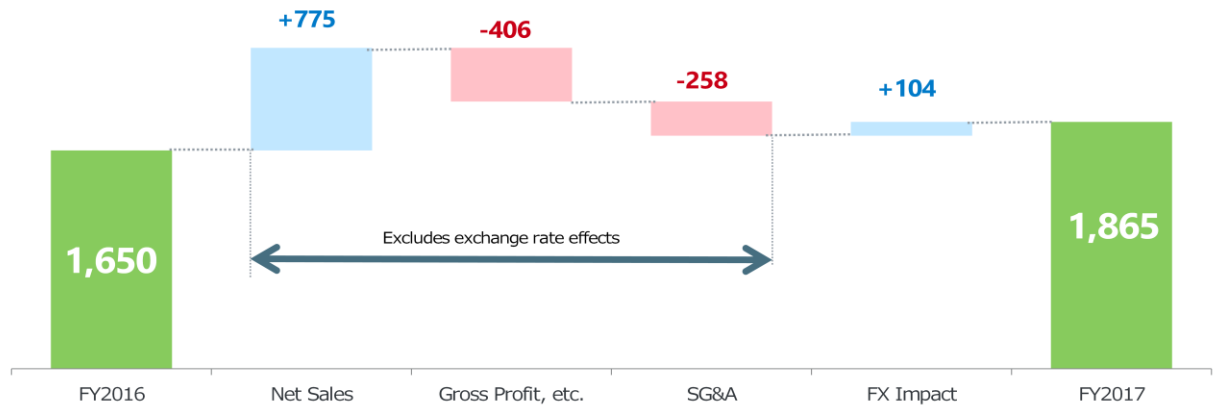 +775
-406
-258
+104
1,650
Excludes exchange rate effects
1,865
FY2016
Net Sales
Gross Profit, etc.
SG&A
FX Impact
FY2017